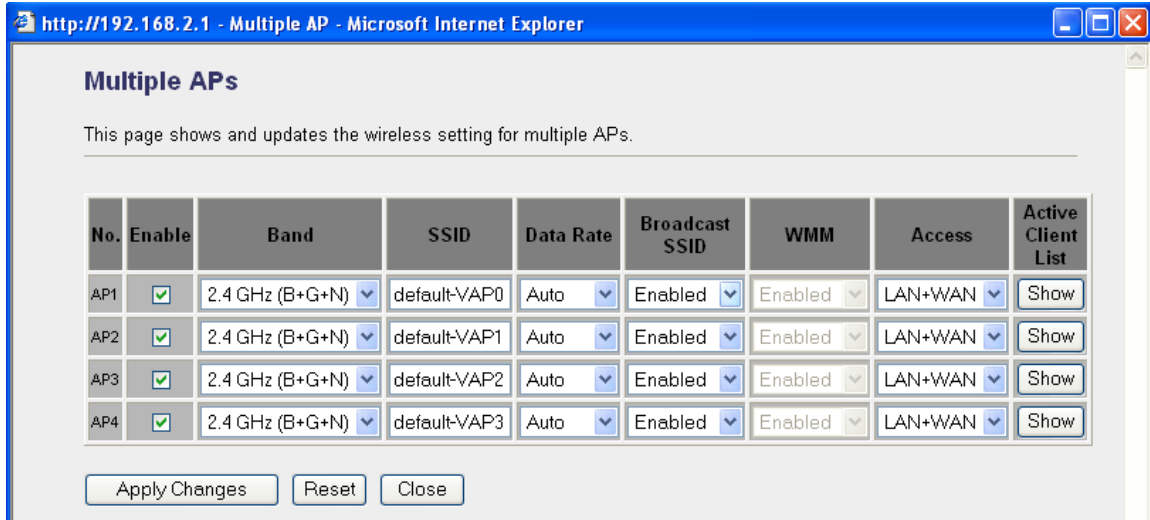 http://192.168.2.1 - Multiple AP - Microsoft Internet Explorer
Multiple APs
This page shows and updates the wireless setting for multiple APs.
No. Enable Band SSID Data Rate Broadcast SSID WMM Access Active Client List
AP1 2.4 GHz (B+G+N) default-VAP0 Auto Enabled Enabled LAN+WAN Show
AP2 2.4 GHz (B+G+N) default-VAP1 Auto Enabled Enabled LAN+WAN Show
AP3 2.4 GHz (B+G+N) default-VAP2 Auto Enabled Enabled LAN+WAN Show
AP4 2.4 GHz (B+G+N) default-VAP3 Auto Enabled Enabled LAN+WAN Show
Apply Changes Reset Close